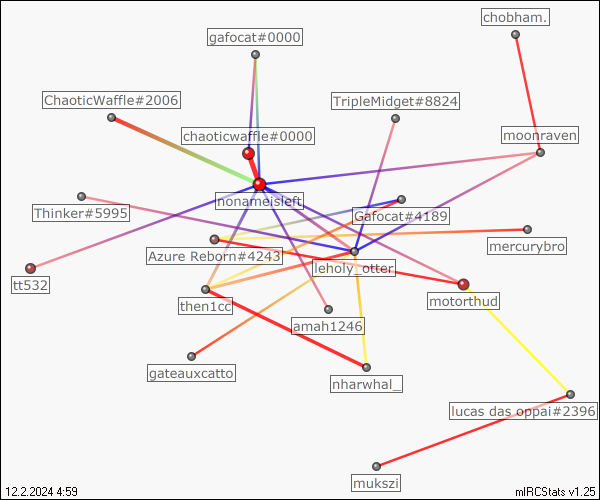 chobham.
gafocat#0000
ChaoticWaffle#2006
TripleMidget#8824
chaoticwaffle#0000
moonraven
nonameisleft
Thinker#5995
Gafocat#4189
mercurybro
Azure Reborn#4243
leholy_otter
tt532
motorthud
then1cc
amah1246
gateauxcatto
nharwhal_
lucas das oppai#2396
mukszi
12.2.2024 4:59
mIRCStats v1.25